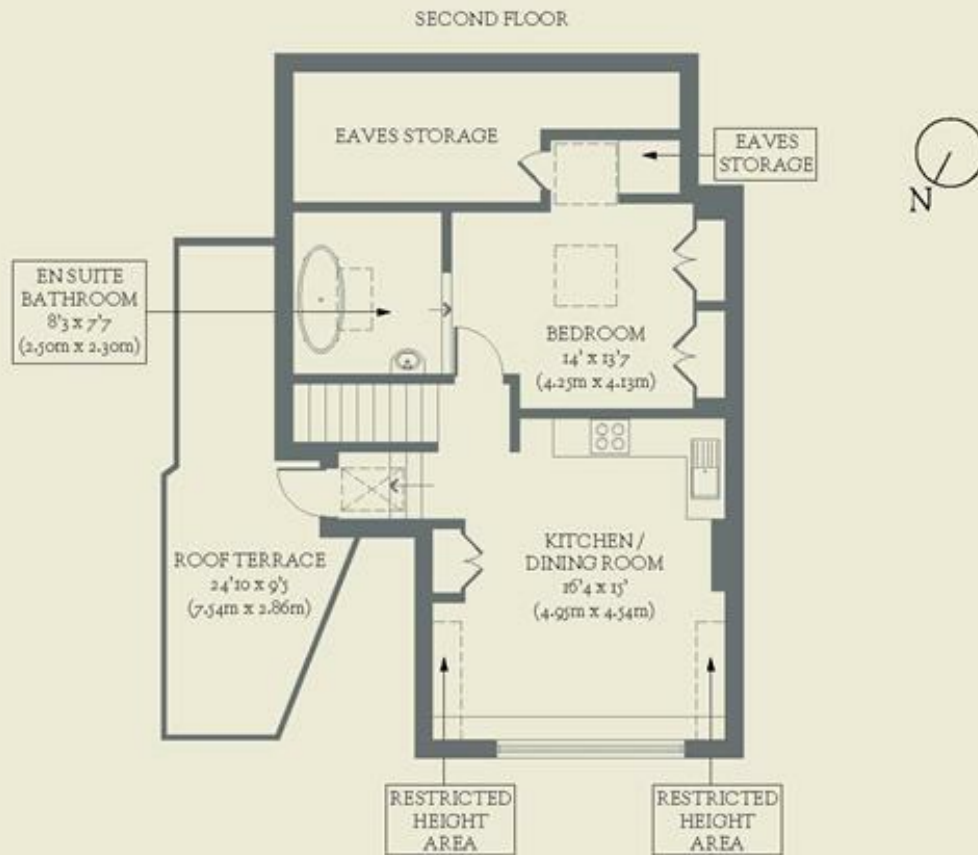 SECOND FLOOR
EAVES STORAGE
EAVES
STORAGE
N
EN SUITE
BATHROOM
8'3 x 7'7
(2.50m x 2.30m)
BEDROOM
14' x 13'7
(4.25m x 4.13m)
ROOF TERRACE
24'10 x 9'5
(7.54m x 2.86m)
KITCHEN /
DINING ROOM
16'4 x 15'
(4.95m x 4.54m)
RESTRICTED
HEIGHT
AREA
RESTRICTED
HEIGHT
AREA